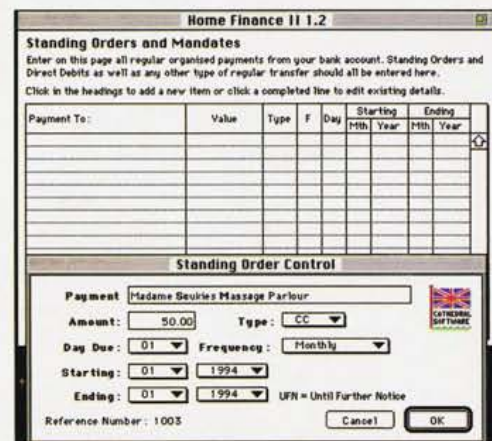 Home Finance II 1.2
Standing Orders and Mandates
Enter on this page all regular organised payments from your bank account. Standing Orders and
Direct Debits as well as any other type of regular transfer should all be entered here.
Click in the headings to add a new item or click a completed line to edit existing details.
Payment To: Value Type F Day Starting Ending
Mth Year Mth Year
Standing Order Control
Payment Madame Soukies Massage Parlour
Amount: 50.00 Type: CC
CATHEDRAL
SOFTWARE
Day Due: 01 Frequency: Monthly
Starting: 01 1994
Ending: 01 1994 UFN = Until Further Notice
Reference Number: 1003 Cancel OK